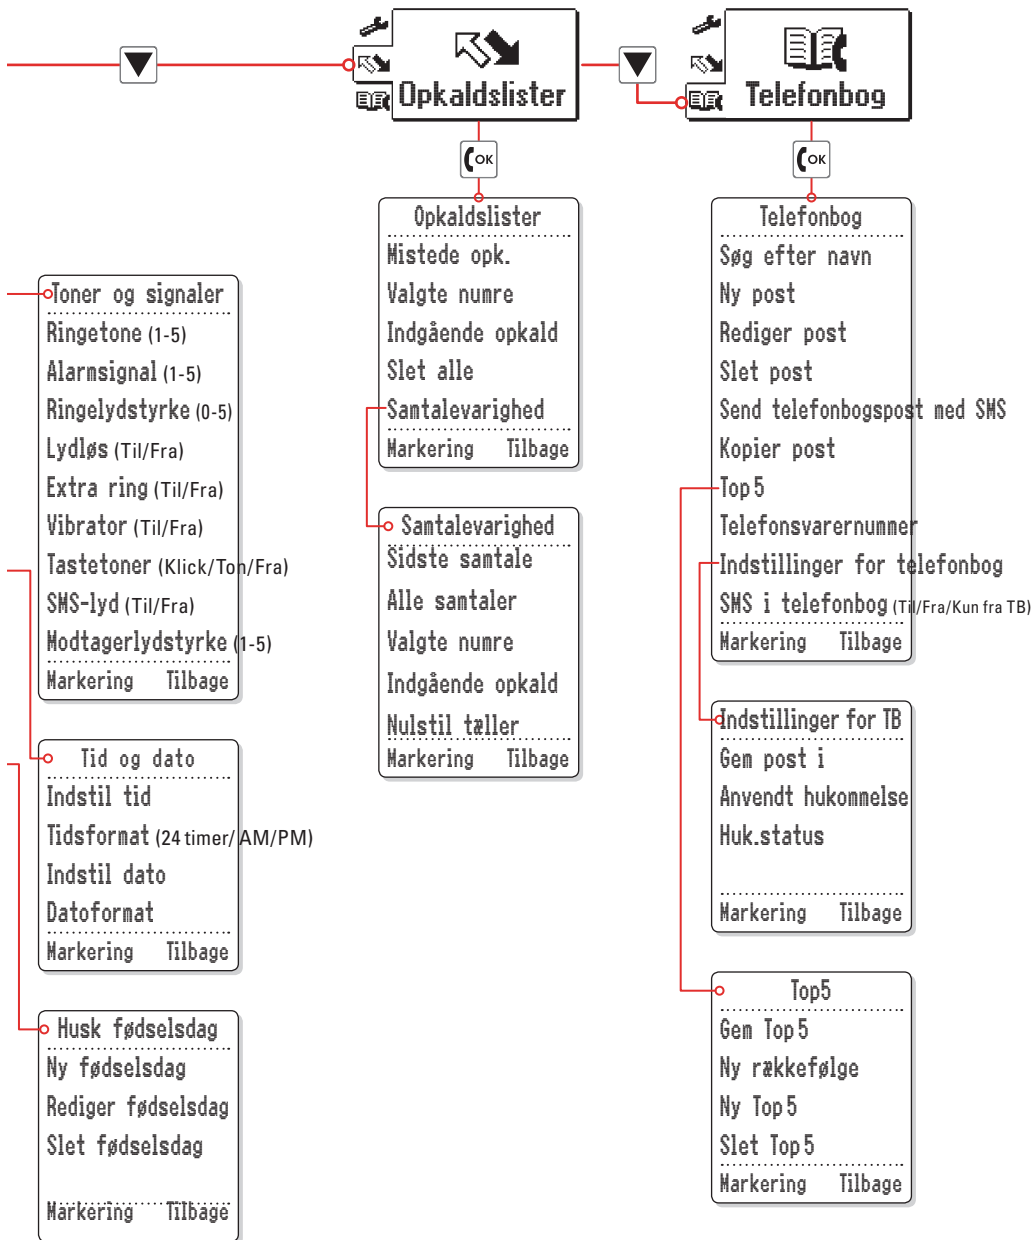 Opkaldslister
Telefonbog
OK
OK
Toner og signaler
Ringetone (1-5)
Alarmsignal (1-5)
Ringelydstyrke (0-5)
Lydløs (Til/Fra)
Extra ring (Til/Fra)
Vibrator (Til/Fra)
Tastetoner (Klick/Ton/Fra)
SMS-lyd (Til/Fra)
Modtagerlydstyrke (1-5)
Markering Tilbage
Tid og dato
Indstil tid
Tidsformat (24 timer/ AM/PM)
Indstil dato
Datoformat
Markering Tilbage
Husk fødselsdag
Ny fødselsdag
Rediger fødselsdag
Slet fødselsdag
Markering Tilbage
Opkaldslister
Mistede opk.
Valgte numre
Indgående opkald
Slet alle
Samtalevarighed
Markering Tilbage
Samtalevarighed
Sidste samtale
Alle samtaler
Valgte numre
Indgående opkald
Nulstil tæller
Markering Tilbage
Telefonbog
Søg efter navn
Ny post
Rediger post
Slet post
Send telefonbogspost med SMS
Kopier post
Top 5
Telefonsvarernummer
Indstillinger for telefonbog
SMS i telefonbog (Til/Fra/Kun fra TB)
Markering Tilbage
Indstillinger for TB
Gem post i
Anvendt hukommelse
Huk.status
Markering Tilbage
Top5
Gem Top 5
Ny rækkefølge
Ny Top 5
Slet Top 5
Markering Tilbage